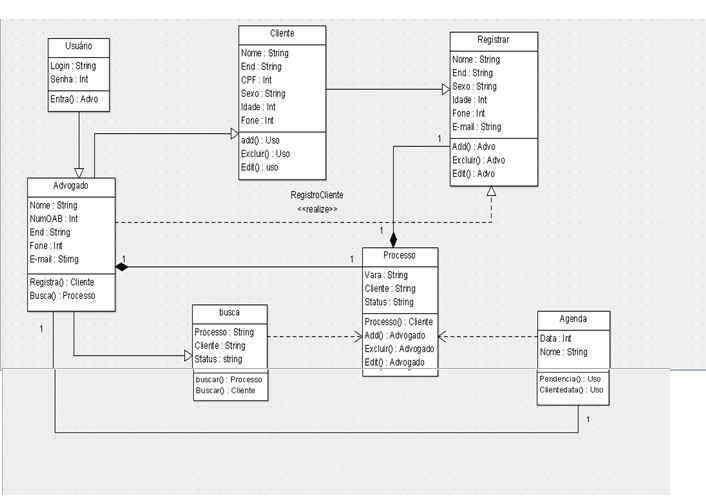 Usuário
Login : String
Senha : Int
Entra() : Advo
Cliente
Nome : String
End : String
CPF : Int
Sexo : String
Idade : Int
Fone : Int
add() : Uso
Excluir() : Uso
Edit() : uso
Registrar
Nome : String
End : String
Sexo : String
Idade : Int
Fone : Int
E-mail : String
Add() : Advo
Excluir() : Advo
Edit() : Advo
1
Advogado
Nome : String
NumOAB : Int
End : String
Fone : Int
E-mail : Stirng
Registra() : Cliente
Busca() : Processo
RegistroCliente
<<realize>>
1
1
1
Processo
Vara : String
Cliente : String
Status : String
Processo() : Cliente
Add() : Advogado
Excluir() : Advogado
Edit() : Advogado
busca
Processo : String
Cliente : String
Status : string
buscar() : Processo
Buscar() : Cliente
Agenda
Data : Int
Nome : String
Pendencia() : Uso
Clientedata() : Uso
1
1